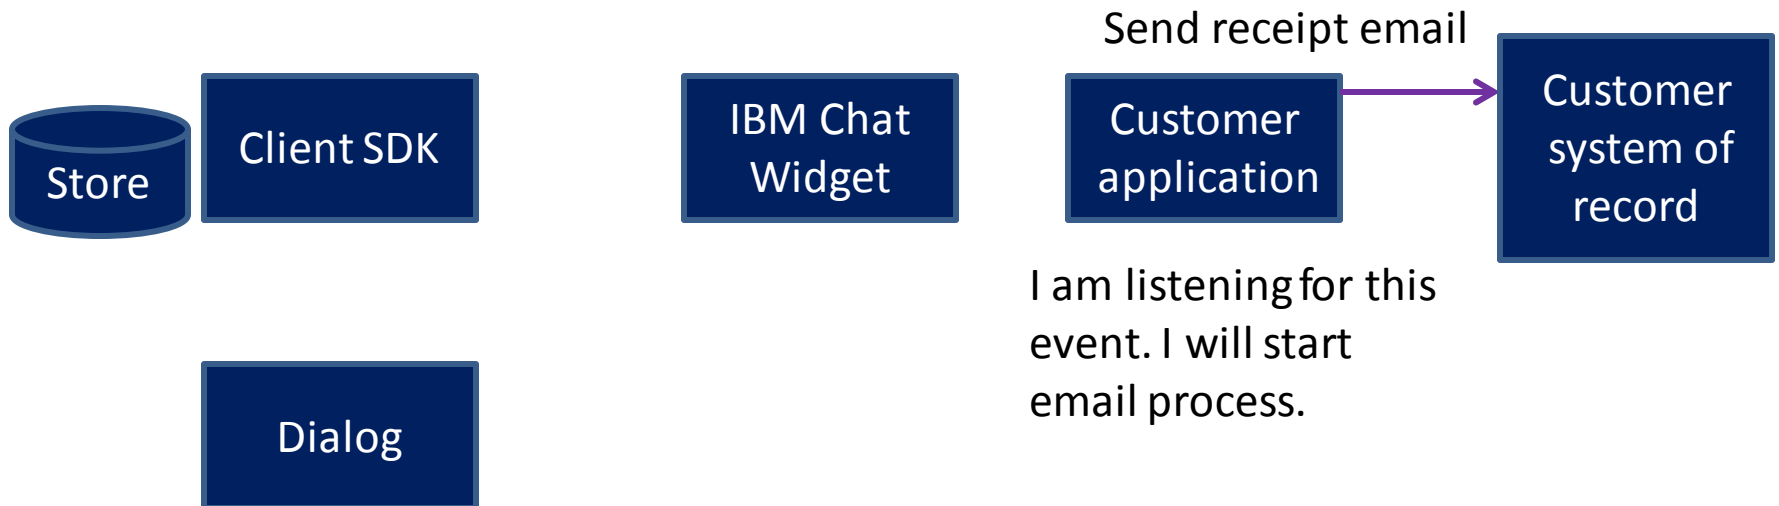 Send receipt email
Store
Client SDK
IBM Chat
Widget
Customer
application
Customer
system of
record
I am listening for this
event. I will start
email process.
Dialog